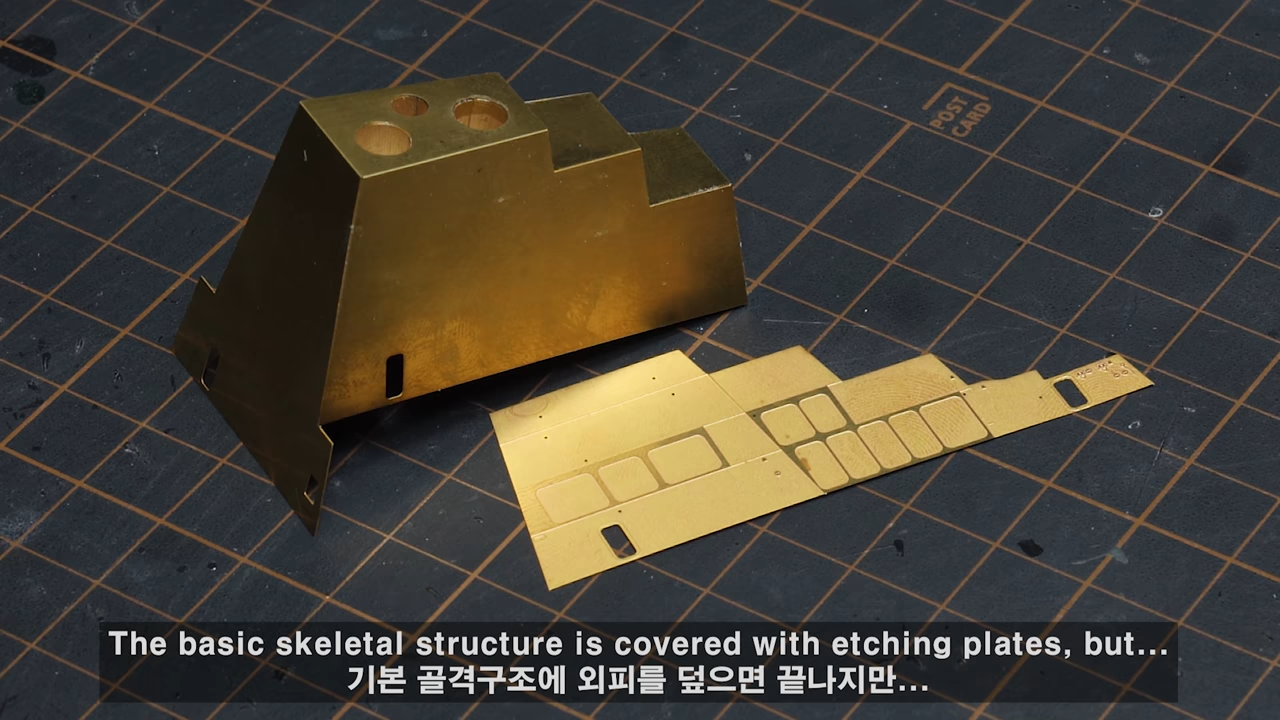 POST
CARD
The basic skeletal structure is covered with etching plates, but...
기본 골격구조에 외피를 덮으면 끝나지만...